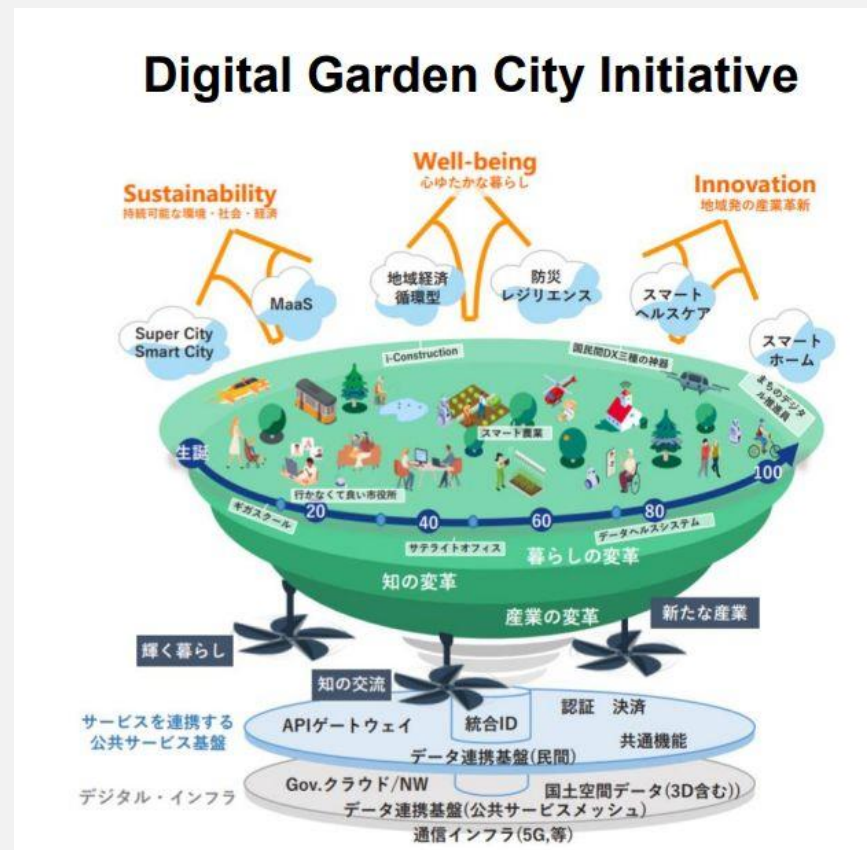 Digital Garden City Initiative
Well-being
心ゆたかな暮らし
Sustainability
持続可能な環境・社会・経済
Innovation
地域発の産業革新
地域経済
循環型
防災
レジリエンス
MaaS
スマート
ヘルスケア
Super City
Smart City
スマート
ホーム
i-Construction
国民間DX三種の神器
まちのデジタ
ル推進員
スマート農業
生誕
行かなくて良い市役所
ギガスクール
20
40
60
80
100
サテライトオフィス
データヘルスシステム
暮らしの変革
知の変革
産業の変革
新たな産業
輝く暮らし
知の交流
サービスを連携する
公共サービス基盤
APIゲートウェイ
統合ID
認証 決済
共通機能
データ連携基盤(民間)
デジタル・インフラ
Gov.クラウド/NW
国土空間データ(3D含む))
データ連携基盤(公共サービスメッシュ)
通信インフラ(5G,等)